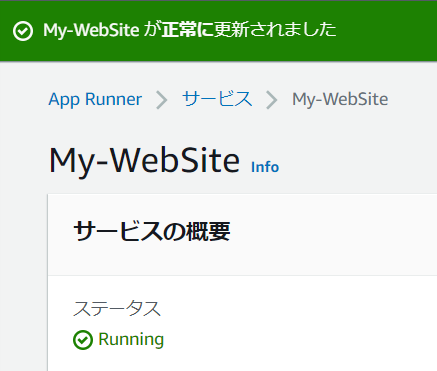 My-WebSite が正常に更新されました
App Runner > サービス > My-WebSite
My-WebSite Info
サービスの概要
ステータス
Running